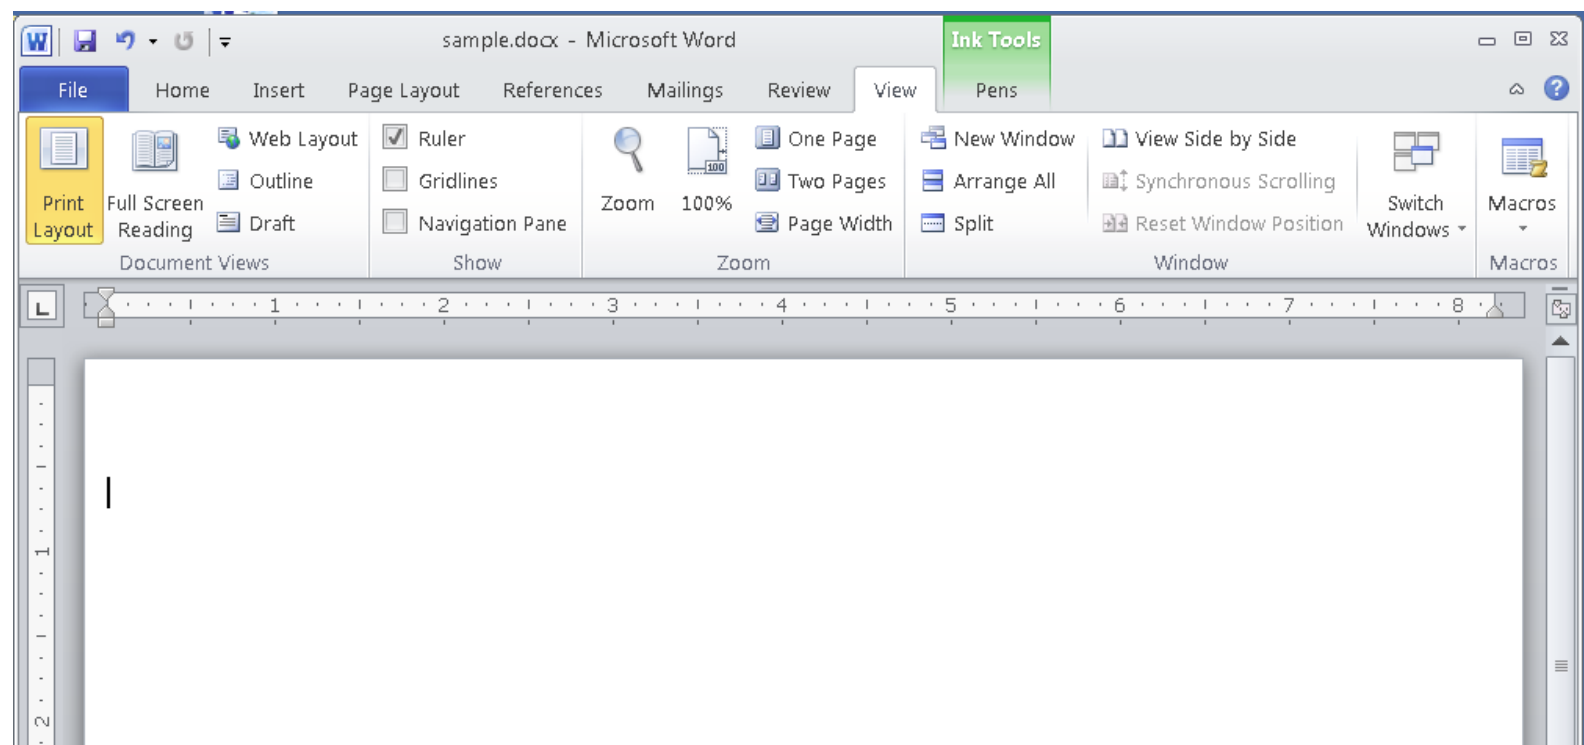 W sample.docx - Microsoft Word Ink Tools
File Home Insert Page Layout References Mailings Review View Pens ?
Print Layout
Full Screen Reading
Web Layout
Outline
Draft
Document Views
Ruler
Gridlines
Navigation Pane
Show
Zoom
100
100%
One Page
Two Pages
Page Width
Zoom
New Window
Arrange All
Split
View Side by Side
Synchronous Scrolling
Reset Window Position
Switch Windows
Window
Macros
Macros
L 1 2 3 4 5 6 7 8
1
2